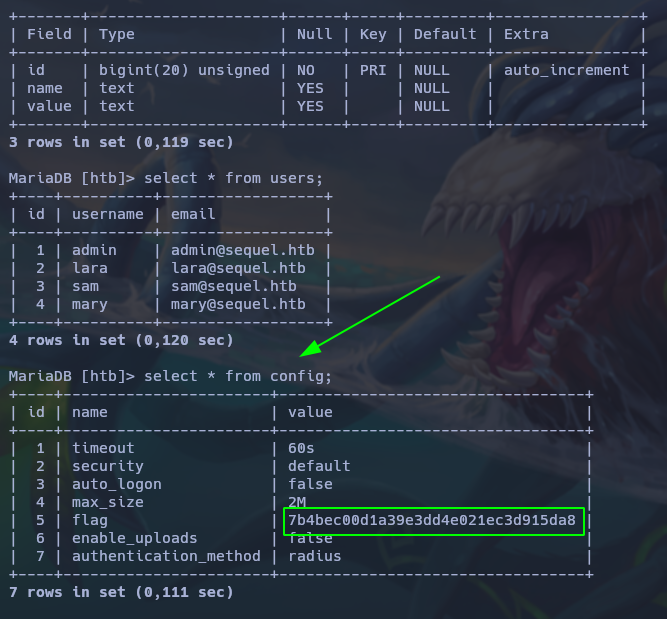 +-------+---------------------+------+-----+---------+----------------+
| Field | Type                | Null | Key | Default | Extra          |
+-------+---------------------+------+-----+---------+----------------+
| id    | bigint(20) unsigned | NO   | PRI | NULL    | auto_increment |
| name  | text                | YES  |     | NULL    |                |
| value | text                | YES  |     | NULL    |                |
+-------+---------------------+------+-----+---------+----------------+
3 rows in set (0,119 sec)
MariaDB [htb]> select * from users;
+----+----------+------------------+
| id | username | email            |
+----+----------+------------------+
|  1 | admin    | admin@sequel.htb |
|  2 | lara     | lara@sequel.htb  |
|  3 | sam      | sam@sequel.htb   |
|  4 | mary     | mary@sequel.htb  |
+----+----------+------------------+
4 rows in set (0,120 sec)
MariaDB [htb]> select * from config;
+----+-----------------------+----------------------------------+
| id | name                  | value                            |
+----+-----------------------+----------------------------------+
|  1 | timeout               | 60s                              |
|  2 | security              | default                          |
|  3 | auto_logon            | false                            |
|  4 | max_size              | 2M                               |
|  5 | flag                  | 7b4bec00d1a39e3dd4e021ec3d915da8 |
|  6 | enable_uploads        | false                            |
|  7 | authentication_method | radius                           |
+----+-----------------------+----------------------------------+
7 rows in set (0,111 sec)